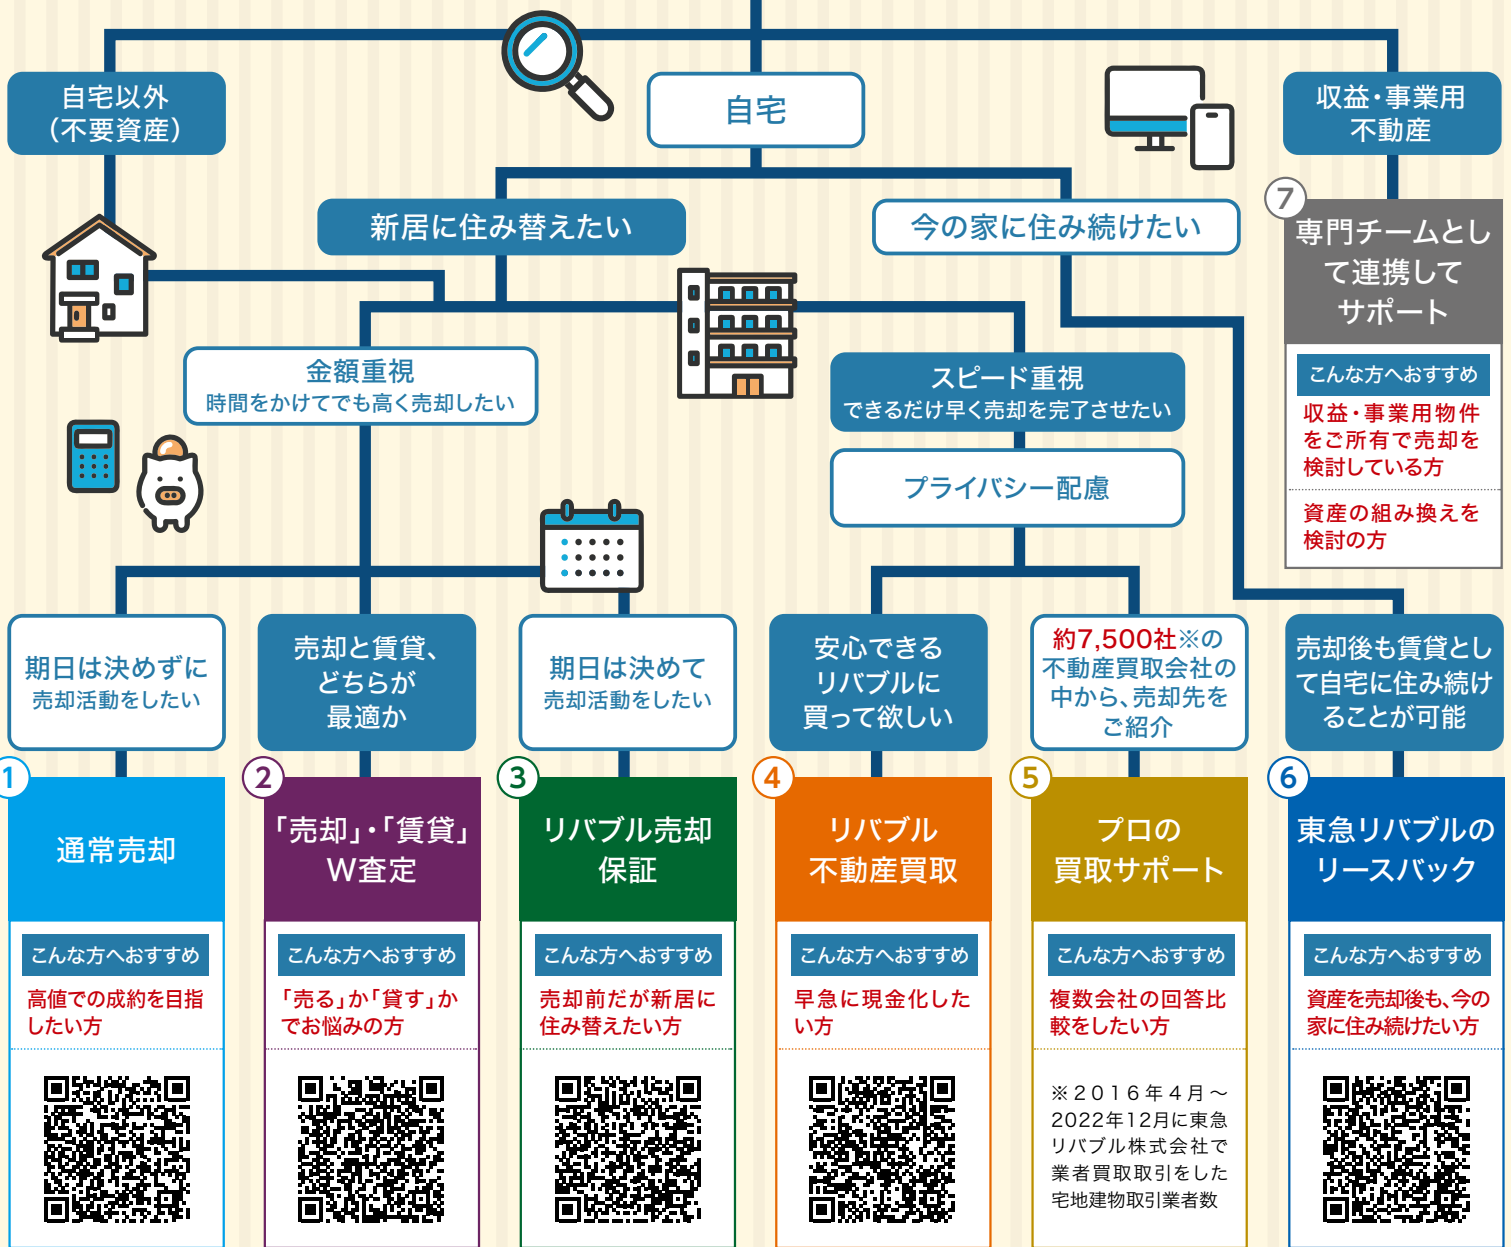 自宅以外
（不要資産）
自宅
収益・事業用
不動産
新居に住み替えたい
今の家に住み続けたい
7
専門チームとし
て連携して
サポート
こんな方へおすすめ
収益・事業用物件
をご所有で売却を
検討している方
資産の組み換えを
検討の方
金額重視
時間をかけてでも高く売却したい
スピード重視
できるだけ早く売却を完了させたい
プライバシー配慮
期日は決めずに
売却活動をしたい
売却と賃貸、
どちらが
最適か
期日は決めて
売却活動をしたい
安心できる
リバブルに
買って欲しい
約7,500社※の
不動産買取会社の
中から、売却先を
ご紹介
売却後も賃貸とし
て自宅に住み続け
ることが可能
1
通常売却
こんな方へおすすめ
高値での成約を目指
したい方
2
「売却」・「賃貸」
W査定
こんな方へおすすめ
「売る」か「貸す」か
でお悩みの方
3
リバブル売却
保証
こんな方へおすすめ
売却前だが新居に
住み替えたい方
4
リバブル
不動産買取
こんな方へおすすめ
早急に現金化した
い方
5
プロの
買取サポート
こんな方へおすすめ
複数会社の回答比
較をしたい方
※2016年4月～
2022年12月に東急
リバブル株式会社で
業者買取取引をした
宅地建物取引業者数
6
東急リバブルの
リースバック
こんな方へおすすめ
資産を売却後も、今の
家に住み続けたい方